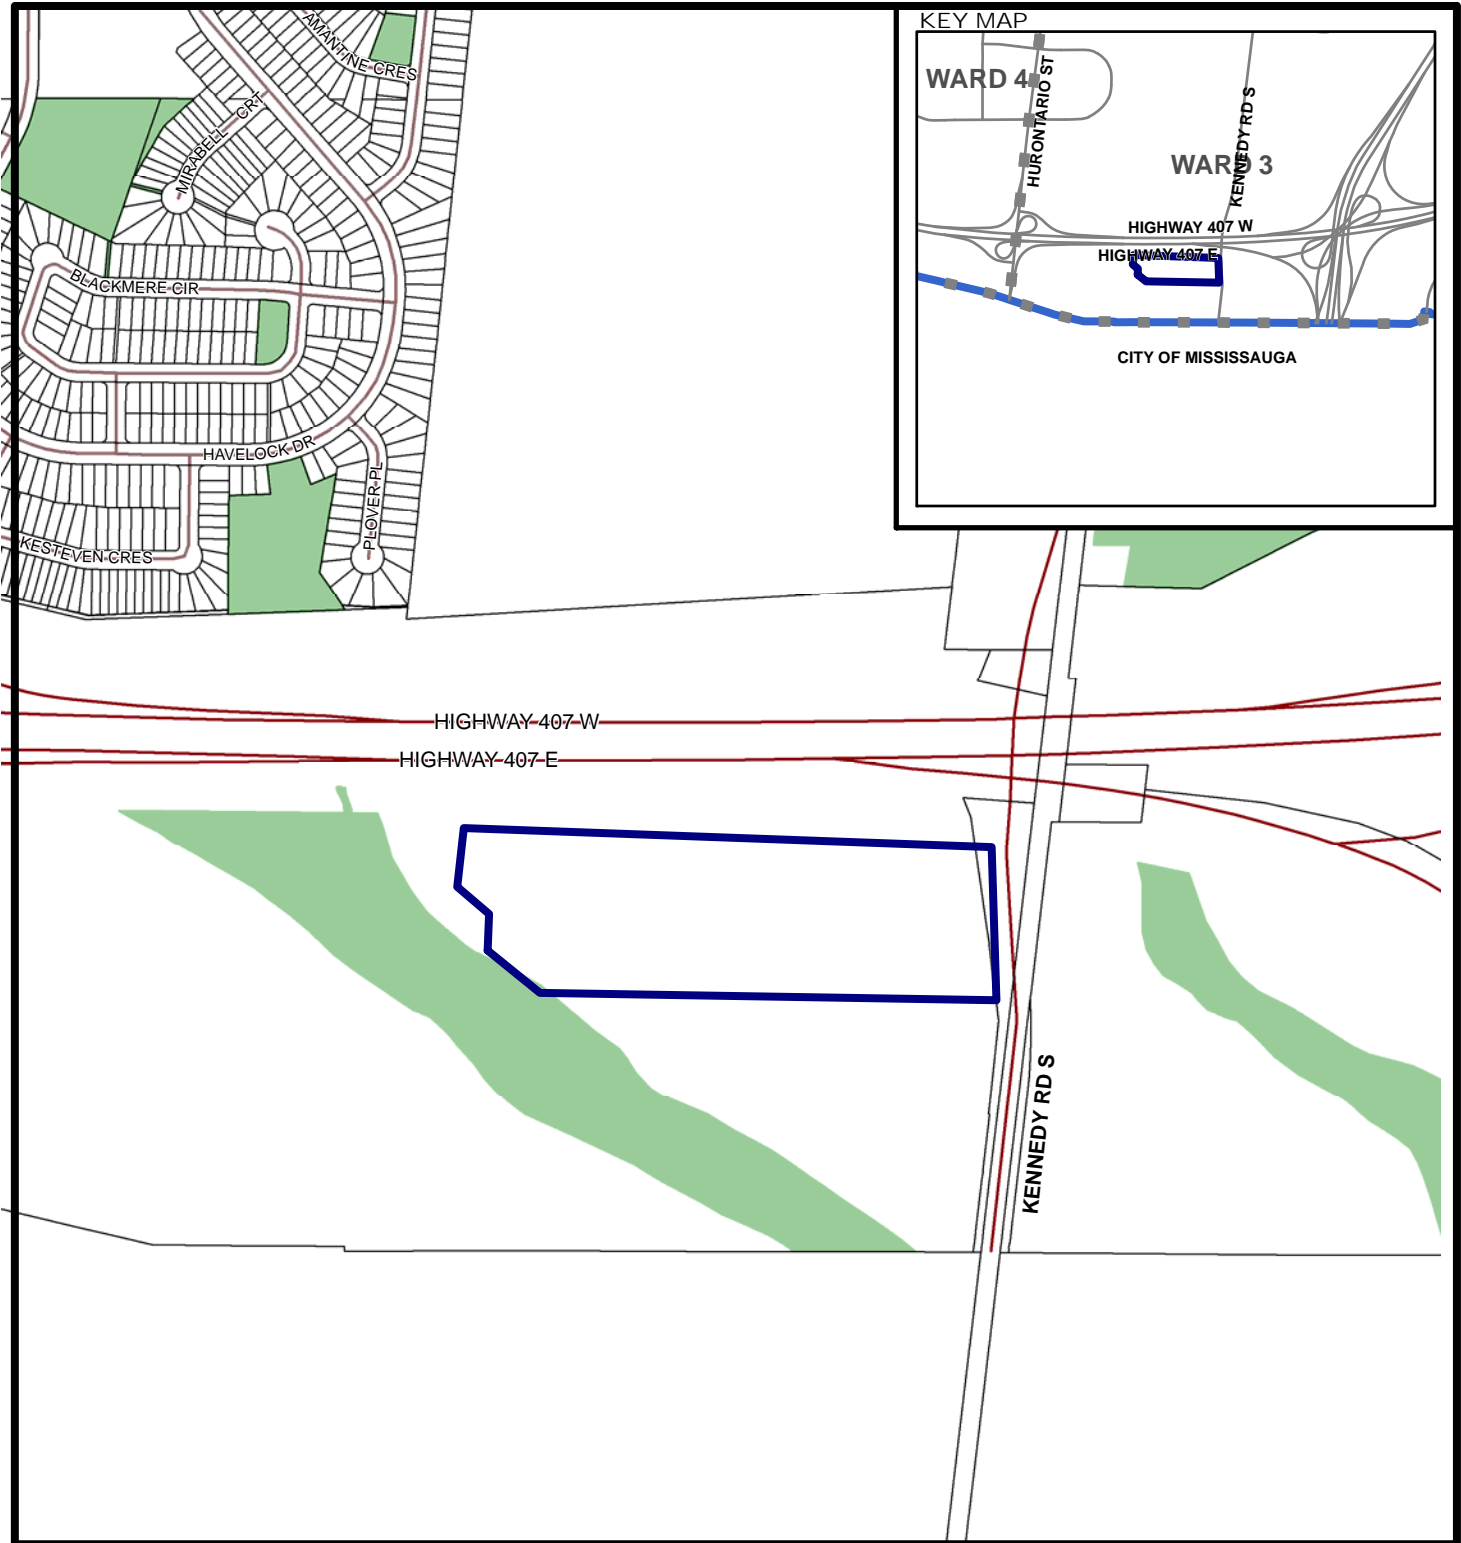 KEY MAP
WARD 4
HURONTARIO ST
KENNEDY RD S
WARD 3
HIGHWAY 407 W
HIGHWAY 407 E
CITY OF MISSISSAUGA
AMANTINE CRES
MIRABELL CRT
BLACKMERE CIR
HAVELOCK DR
PLOVER PL
KESTEVEN CRES
HIGHWAY 407 W
HIGHWAY 407 E
KENNEDY RD S